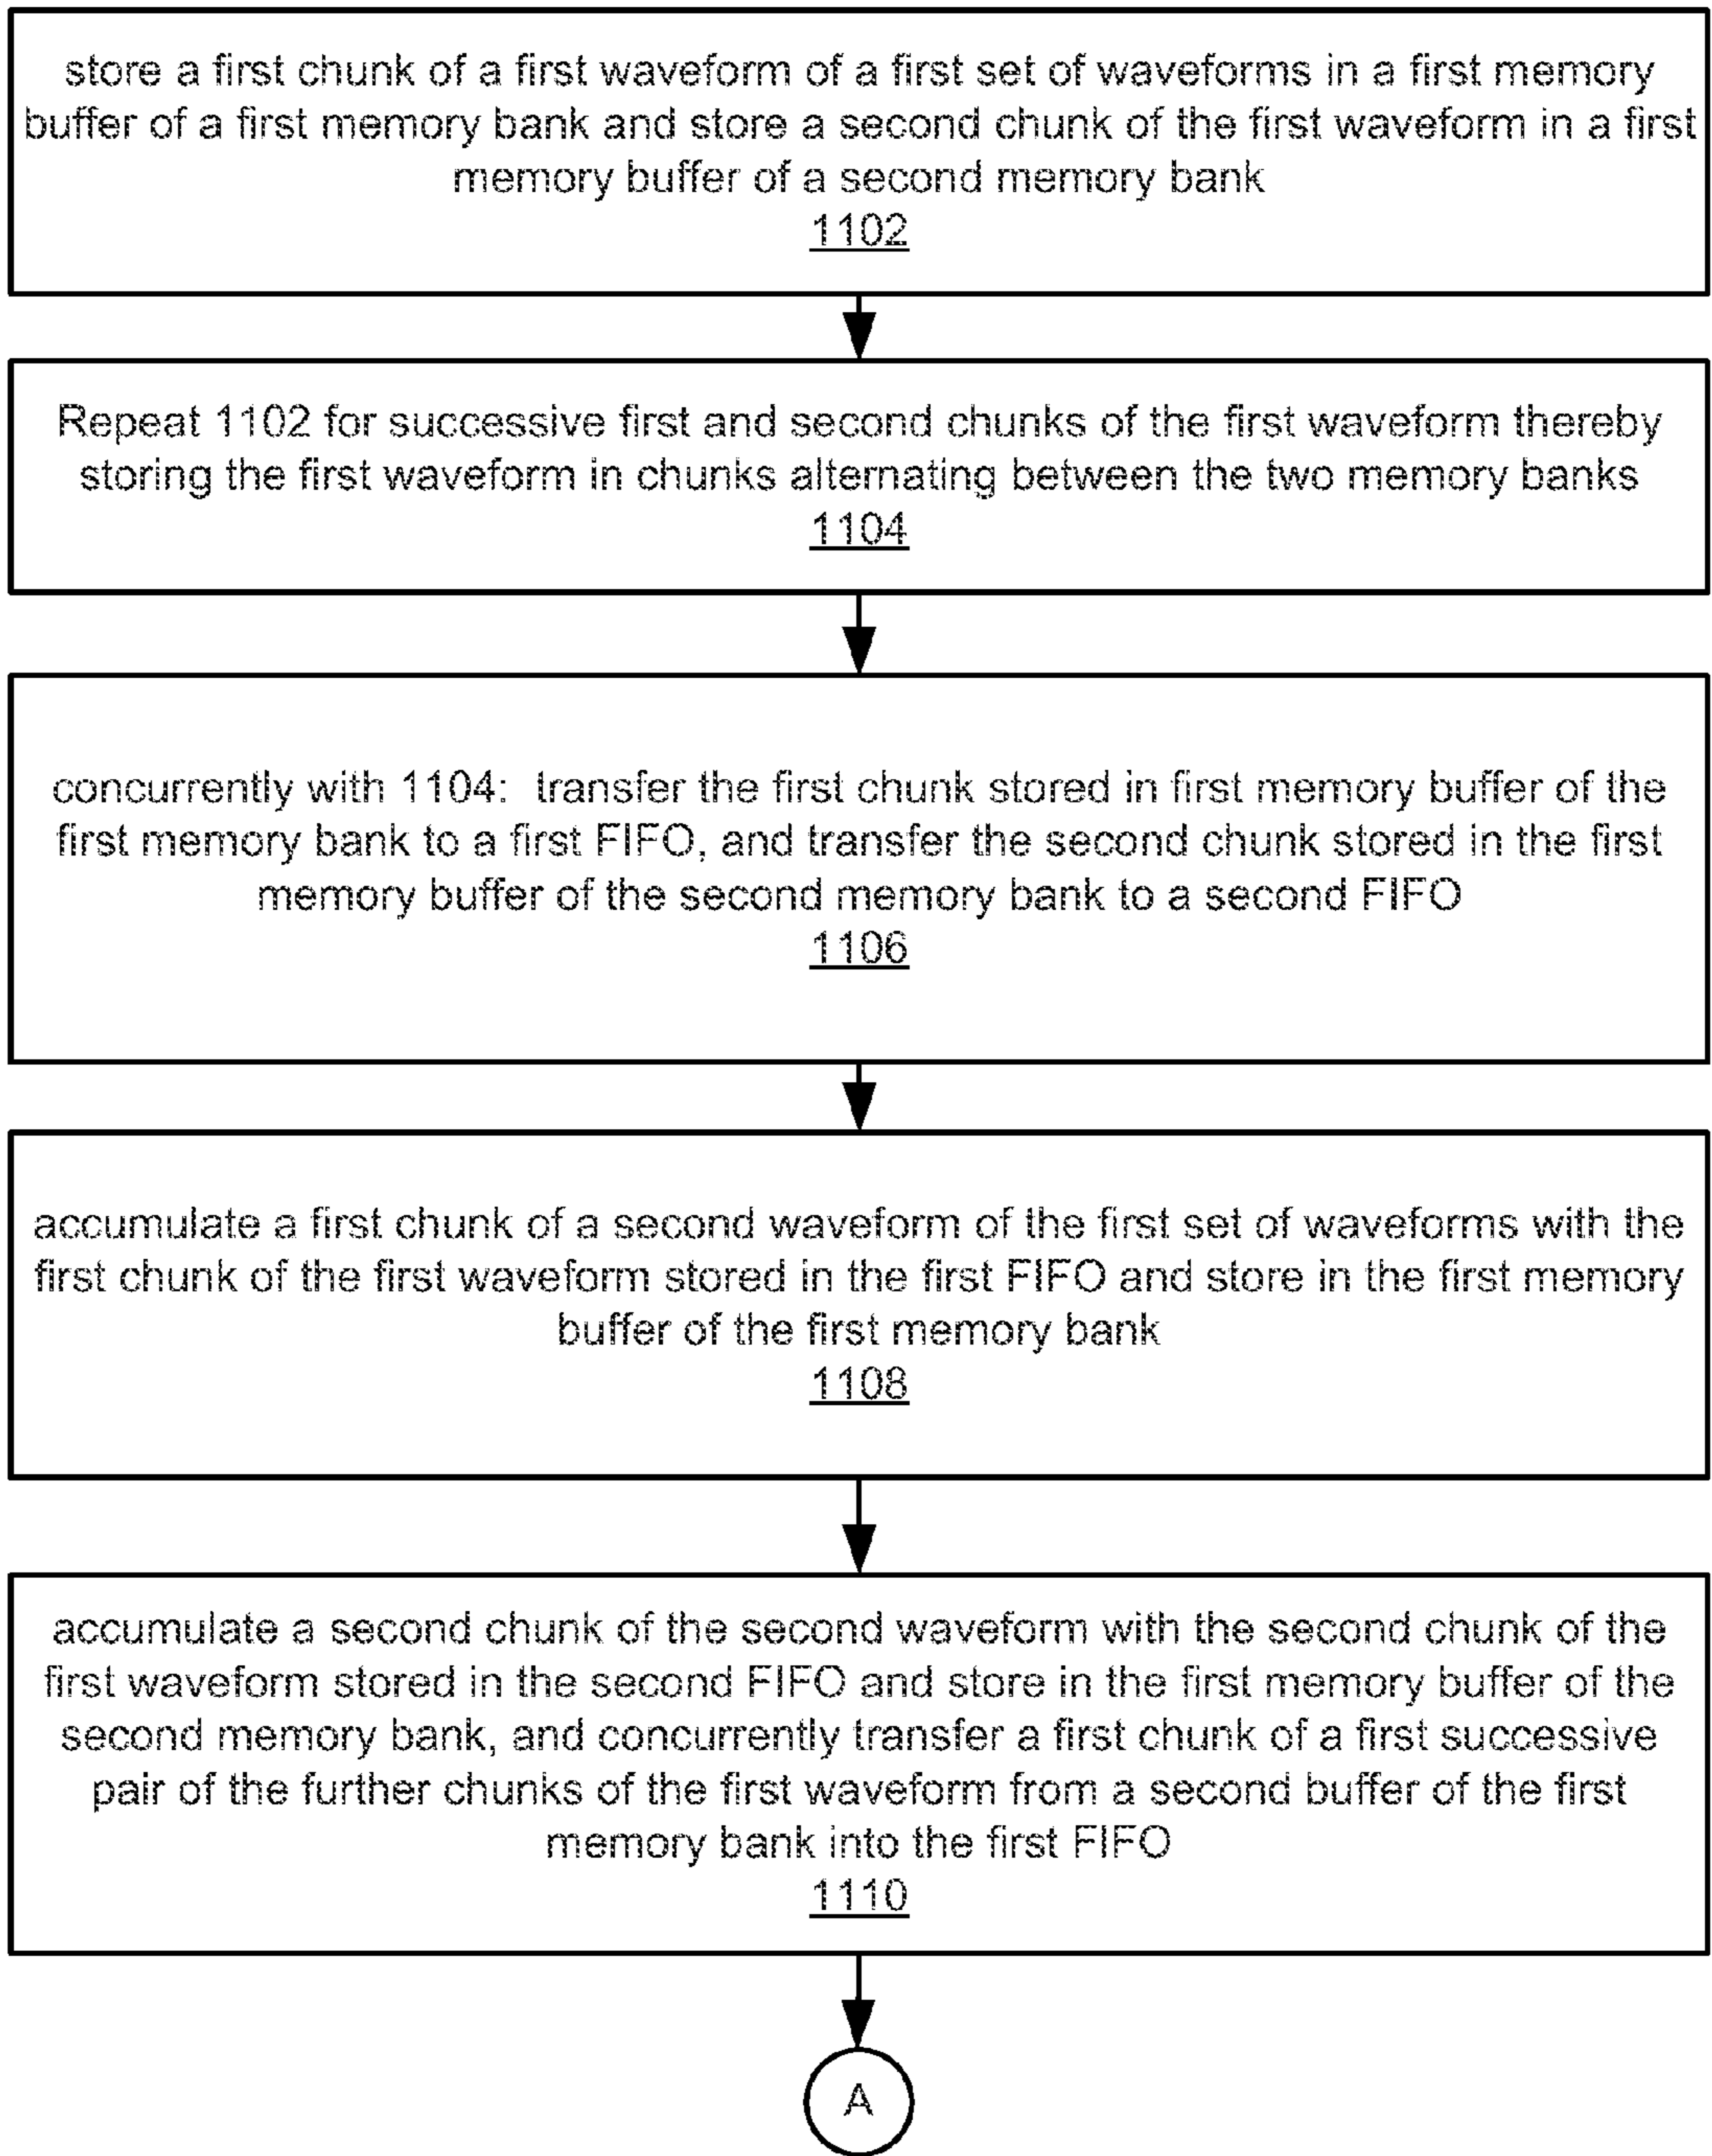 store a first chunk of a first waveform of a first set of waveforms in a first memory
buffer of a first memory bank and store a second chunk of the first waveform in a first
memory buffer of a second memory bank
1102
Repeat 1102 for successive first and second chunks of the first waveform thereby
storing the first waveform in chunks alternating between the two memory banks
1104
concurrently with 1104:  transfer the first chunk stored in first memory buffer of the
first memory bank to a first FIFO, and transfer the second chunk stored in the first
memory buffer of the second memory bank to a second FIFO
1106
accumulate a first chunk of a second waveform of the first set of waveforms with the
first chunk of the first waveform stored in the first FIFO and store in the first memory
buffer of the first memory bank
1108
accumulate a second chunk of the second waveform with the second chunk of the
first waveform stored in the second FIFO and store in the first memory buffer of the
second memory bank, and concurrently transfer a first chunk of a first successive
pair of the further chunks of the first waveform from a second buffer of the first
memory bank into the first FIFO
1110
A